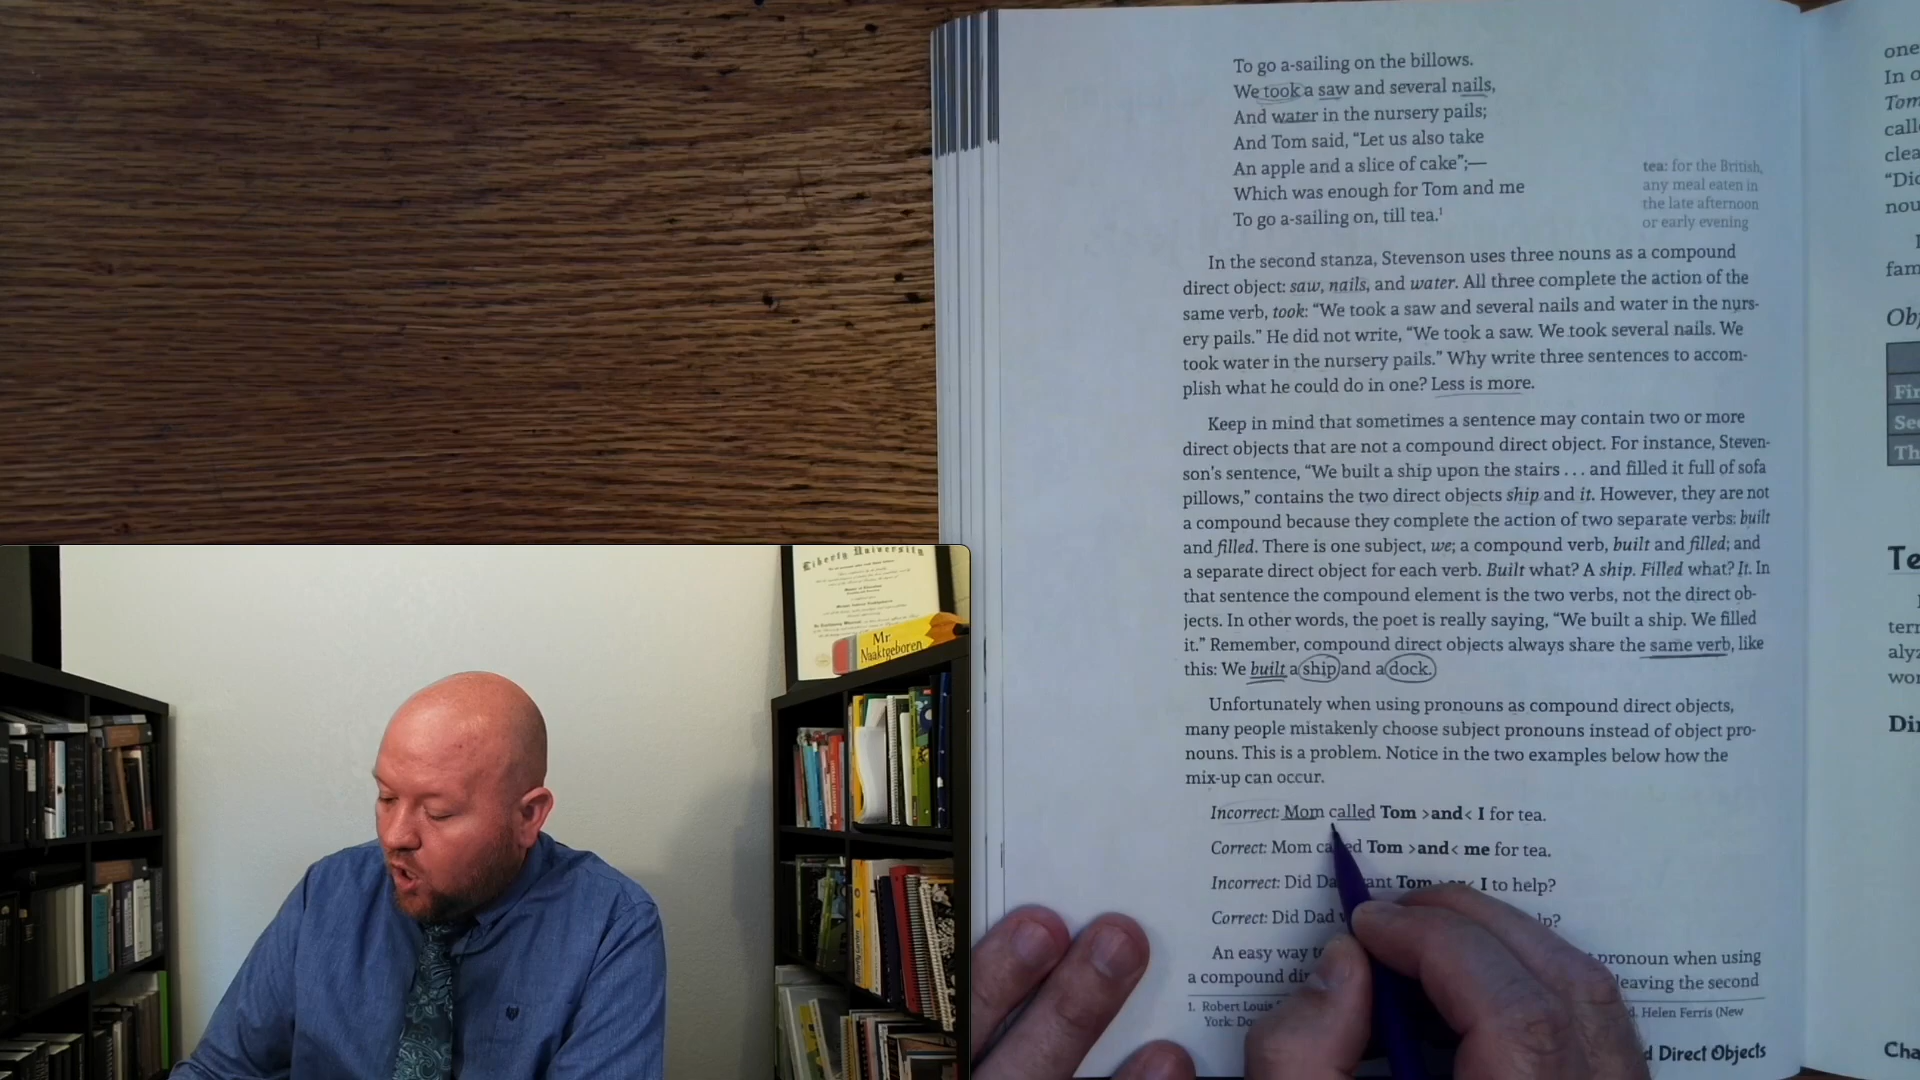 To go a-sailing on the billows.
We took a saw and several nails,
And water in the nursery pails;
And Tom said, “Let us also take
An apple and a slice of cake”;—
Which was enough for Tom and me
To go a-sailing on, till tea.¹
tea: for the British,
any meal eaten in
the late afternoon
or early evening
In the second stanza, Stevenson uses three nouns as a compound
direct object: saw, nails, and water. All three complete the action of the
same verb, took: “We took a saw and several nails and water in the nurs-
ery pails.” He did not write, “We took a saw. We took several nails. We
took water in the nursery pails.” Why write three sentences to accom-
plish what he could do in one? Less is more.
Keep in mind that sometimes a sentence may contain two or more
direct objects that are not a compound direct object. For instance, Steven-
son’s sentence, “We built a ship upon the stairs . . . and filled it full of sofa
pillows,” contains the two direct objects ship and it. However, they are not
a compound because they complete the action of two separate verbs: built
and filled. There is one subject, we; a compound verb, built and filled; and
a separate direct object for each verb. Built what? A ship. Filled what? It. In
that sentence the compound element is the two verbs, not the direct ob-
jects. In other words, the poet is really saying, “We built a ship. We filled
it.” Remember, compound direct objects always share the same verb, like
this: We built a ship and a dock.
Unfortunately when using pronouns as compound direct objects,
many people mistakenly choose subject pronouns instead of object pro-
nouns. This is a problem. Notice in the two examples below how the
mix-up can occur.
Incorrect: Mom called Tom >and< I for tea.
Correct: Mom called Tom >and< me for tea.
Incorrect: Did Dad want Tom I to help?
Correct: Did Dad
An easy way pronoun when using
a compound leaving the second
1. Robert Louis Helen Ferris (New
York:
Direct Objects
one
In
Tom
Liberty University
Mr
Naaktgeboren